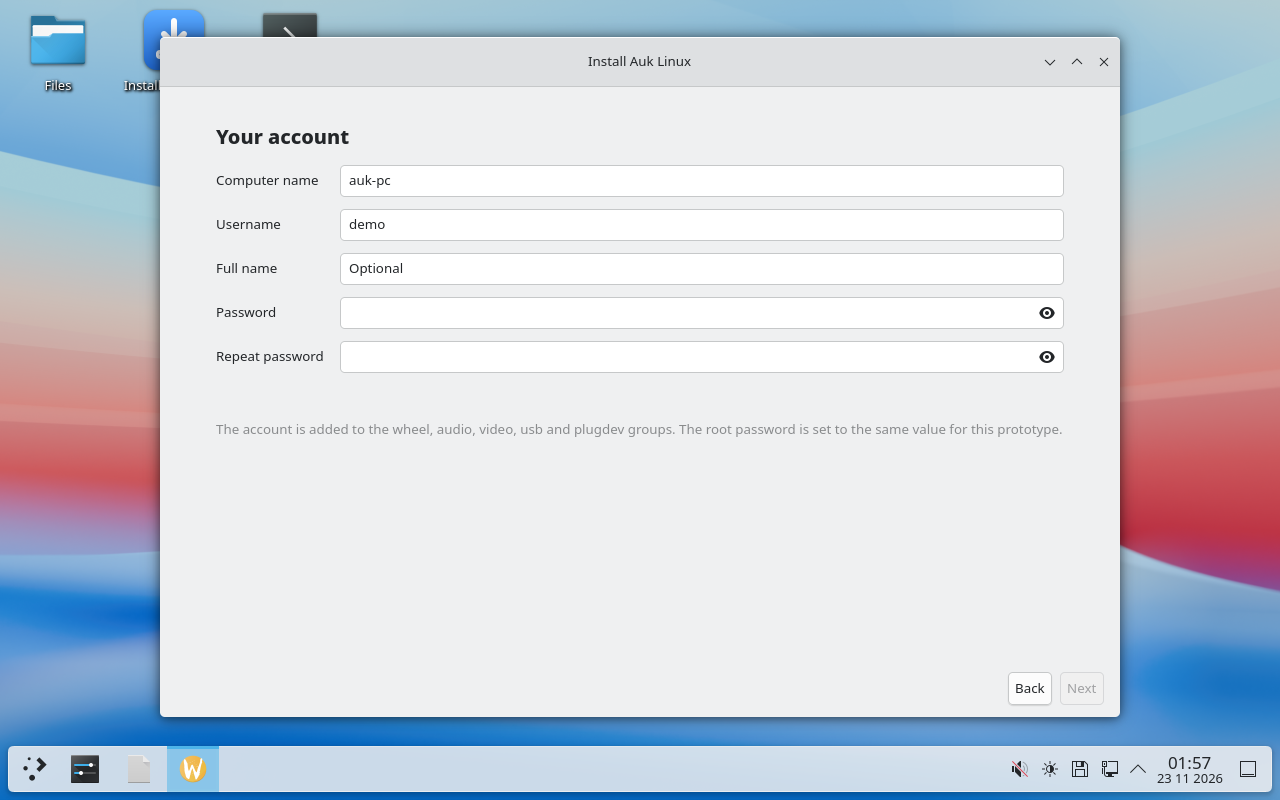 Files
Install
Install Auk Linux
Your account
Computer name
auk-pc
Username
demo
Full name
Optional
Password
Repeat password
The account is added to the wheel, audio, video, usb and plugdev groups. The root password is set to the same value for this prototype.
Back
Next
W
01:57
23 11 2026